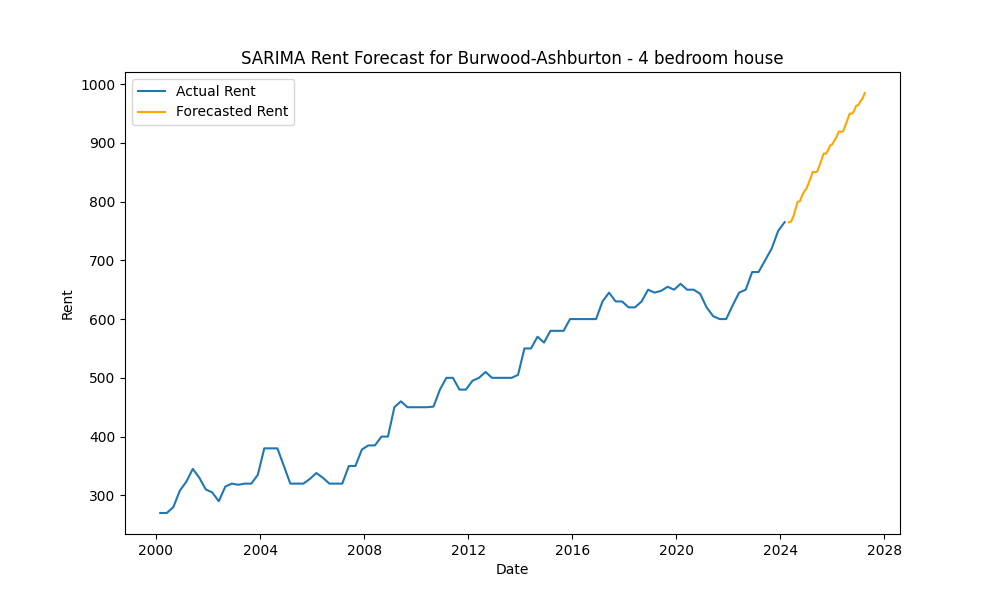 SARIMA Rent Forecast for Burwood-Ashburton - 4 bedroom house
Actual Rent
Forecasted Rent
1000
900
800
700
600
500
400
300
Rent
2000 2004 2008 2012 2016 2020 2024 2028
Date